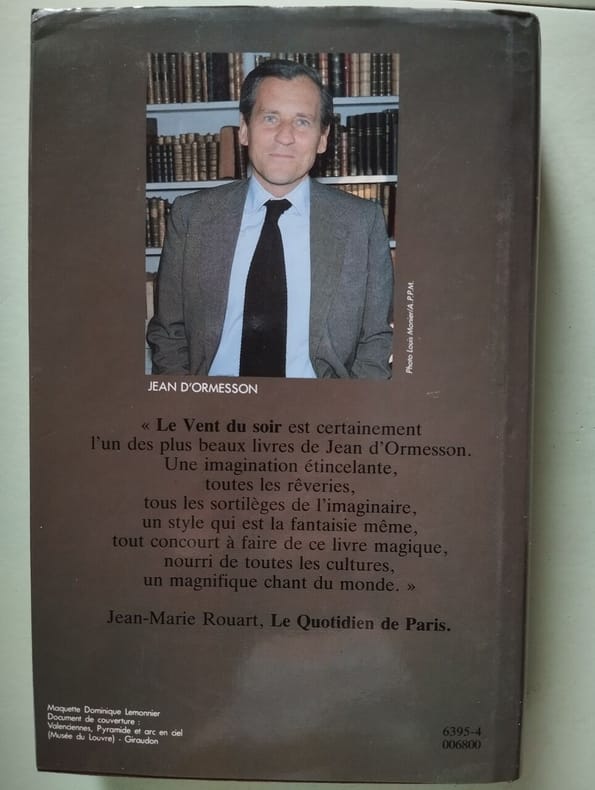 Photo Louis Monier/A.P.P.M.
JEAN D'ORMESSON
« Le Vent du soir est certainement
l'un des plus beaux livres de Jean d'Ormesson.
Une imagination étincelante,
toutes les rêveries,
tous les sortilèges de l'imaginaire,
un style qui est la fantaisie même,
tout concourt à faire de ce livre magique,
nourri de toutes les cultures,
un magnifique chant du monde. »
Jean-Marie Rouart, Le Quotidien de Paris.
Maquette Dominique Lemonnier
Document de couverture :
Valenciennes, Pyramide et arc en ciel
(Musée du Louvre) - Giraudon
6395-4
006800